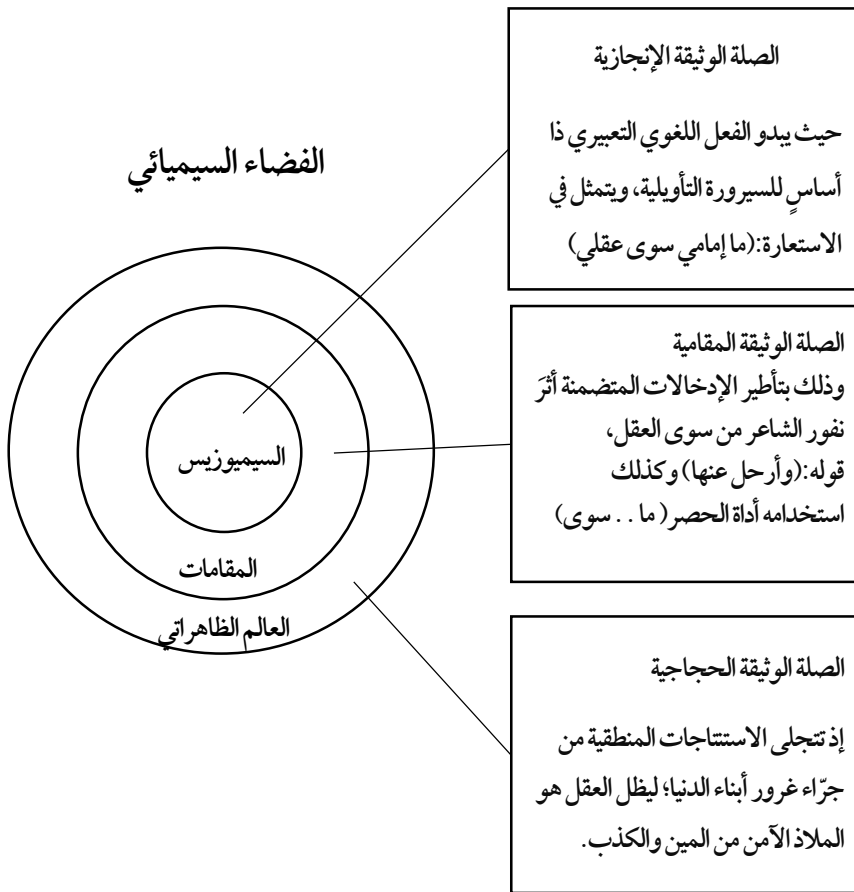 الصلة الوثيقة الإنجازية
حيث يبدو الفعل اللغوي التعبيري ذا
أساسٍ للسيرورة التأويلية، ويتمثل في
الاستعارة:(ما إمامي سوى عقلي)
الفضاء السيميائي
الصلة الوثيقة المقامية
وذلك بتأطير الإدخالات المتضمنة أثرَ
نفور الشاعر من سوى العقل،
قوله:(وأرحل عنها) وكذلك
استخدامه أداة الحصر( ما . . سوى)
السيميوزيس
المقامات
العالم الظاهراتي
الصلة الوثيقة الحجاجية
إذ تتجلى الاستنتاجات المنطقية من
جرّاء غرور أبناء الدنيا؛ ليظل العقل هو
الملاذ الآمن من المين والكذب.